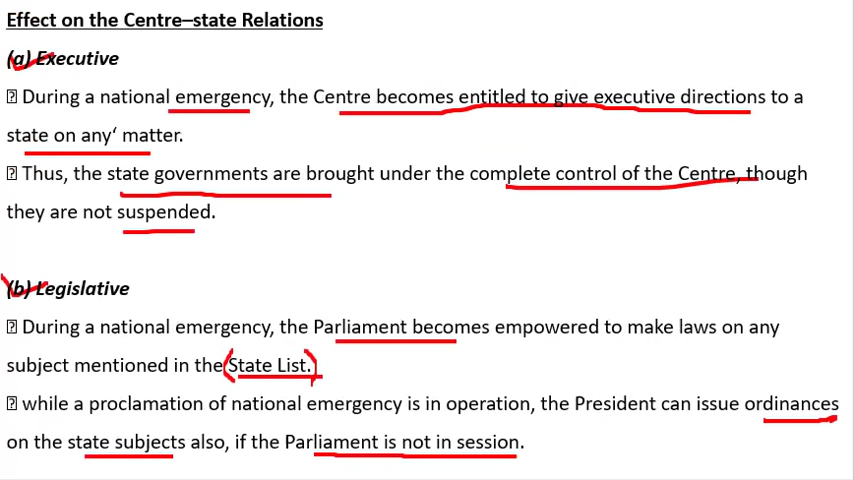 Effect on the Centre–state Relations
(a) Executive
⍰ During a national emergency, the Centre becomes entitled to give executive directions to a
state on any‘ matter.
⍰ Thus, the state governments are brought under the complete control of the Centre, though
they are not suspended.
(b) Legislative
⍰ During a national emergency, the Parliament becomes empowered to make laws on any
subject mentioned in the State List.
⍰ while a proclamation of national emergency is in operation, the President can issue ordinances
on the state subjects also, if the Parliament is not in session.